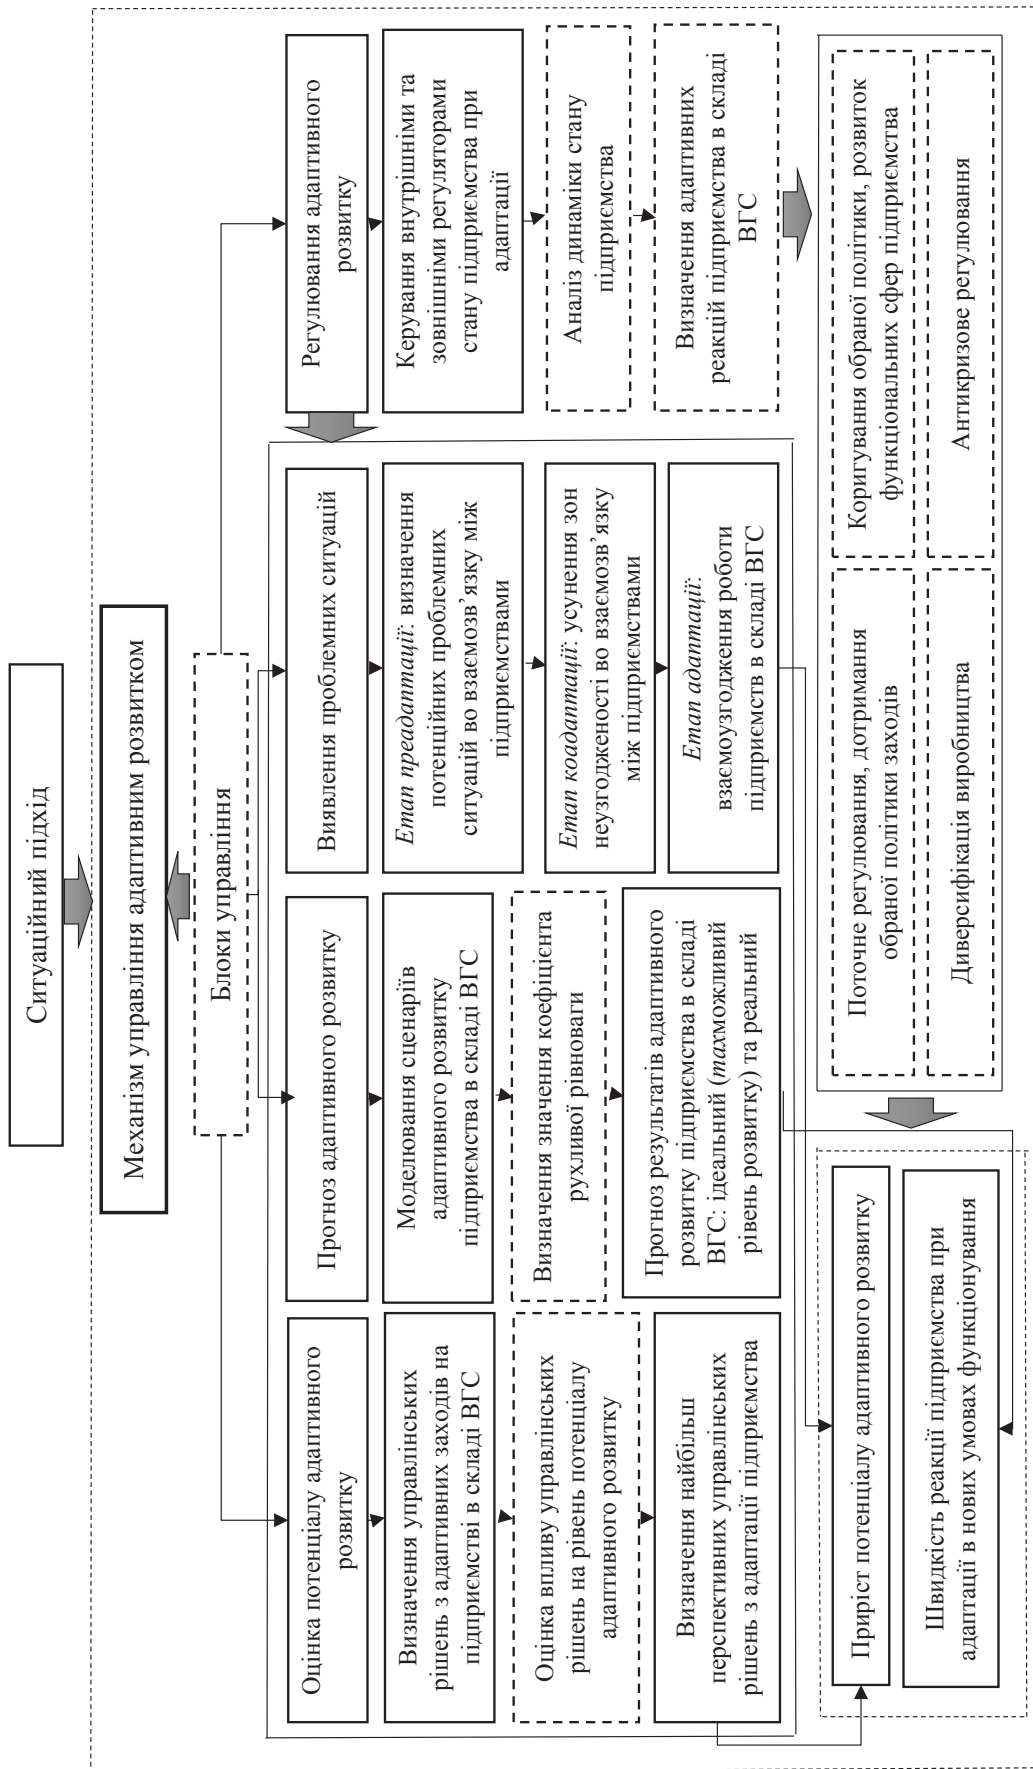 Ситуаційний підхід
Механізм управління адаптивним розвитком
Блоки управління
Оцінка потенціалу адаптивного
розвитку
Визначення управлінських
рішень з адаптивних заходів на
підприємстві в складі ВГС
Оцінка впливу управлінських
рішень на рівень потенціалу
адаптивного розвитку
Визначення найбільш
перспективних управлінських
рішень з адаптації підприємства
Прогноз адаптивного розвитку
Моделювання сценаріїв
адаптивного розвитку
підприємства в складі ВГС
Визначення значення коефіцієнта
рухливої рівноваги
Прогноз результатів адаптивного
розвитку підприємства в складі
ВГС: ідеальний (maxможливий
рівень розвитку) та реальний
Виявлення проблемних ситуацій
Етап преадаптації: визначення
потенційних проблемних
ситуацій во взаємозв’язку між
підприємствами
Етап коадаптації: усунення зон
неузгодженості во взаємозв’язку
між підприємствами
Етап адаптації:
взаємоузгодження роботи
підприємств в складі ВГС
Регулювання адаптивного
розвитку
Керування внутрішніми та
зовнішніми регуляторами
стану підприємства при
адаптації
Аналіз динаміки стану
підприємства
Визначення адаптивних
реакцій підприємства в складі
ВГС
Приріст потенціалу адаптивного розвитку
Швидкість реакції підприємства при
адаптації в нових умовах функціонування
Поточне регулювання, дотримання
обраної політики заходів
Коригування обраної політики, розвиток
функціональних сфер підприємства
Диверсифікація виробництва
Антикризове регулювання